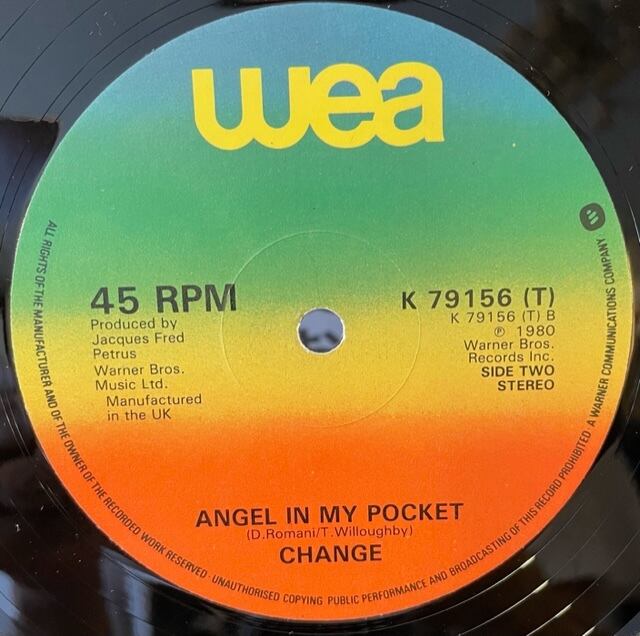 wea
45 RPM
Produced by
Jacques Fred
Petrus
Warner Bros.
Music Ltd.
Manufactured
in the UK
K 79156 (T)
K 79156 (T) B
℗ 1980
Warner Bros.
Records Inc.
SIDE TWO
STEREO
ANGEL IN MY POCKET
(D.Romani/T.Willoughby)
CHANGE
ALL RIGHTS OF THE MANUFACTURER AND OF THE OWNER OF THE RECORDED WORK RESERVED · UNAUTHORISED COPYING PUBLIC PERFORMANCE AND BROADCASTING OF THIS RECORD PROHIBITED · A WARNER COMMUNICATIONS COMPANY